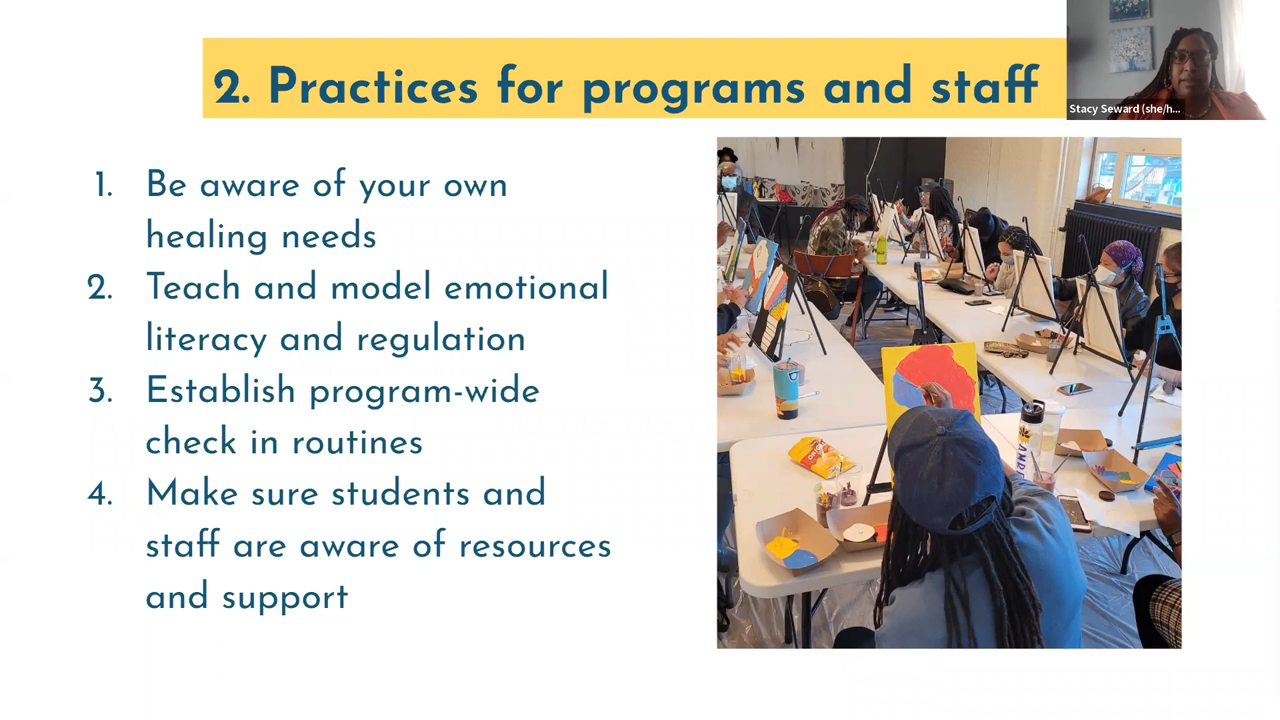 2. Practices for programs and staff
Stacy Seward (she/h...
1. Be aware of your own
healing needs
2. Teach and model emotional
literacy and regulation
3. Establish program-wide
check in routines
4. Make sure students and
staff are aware of resources
and support